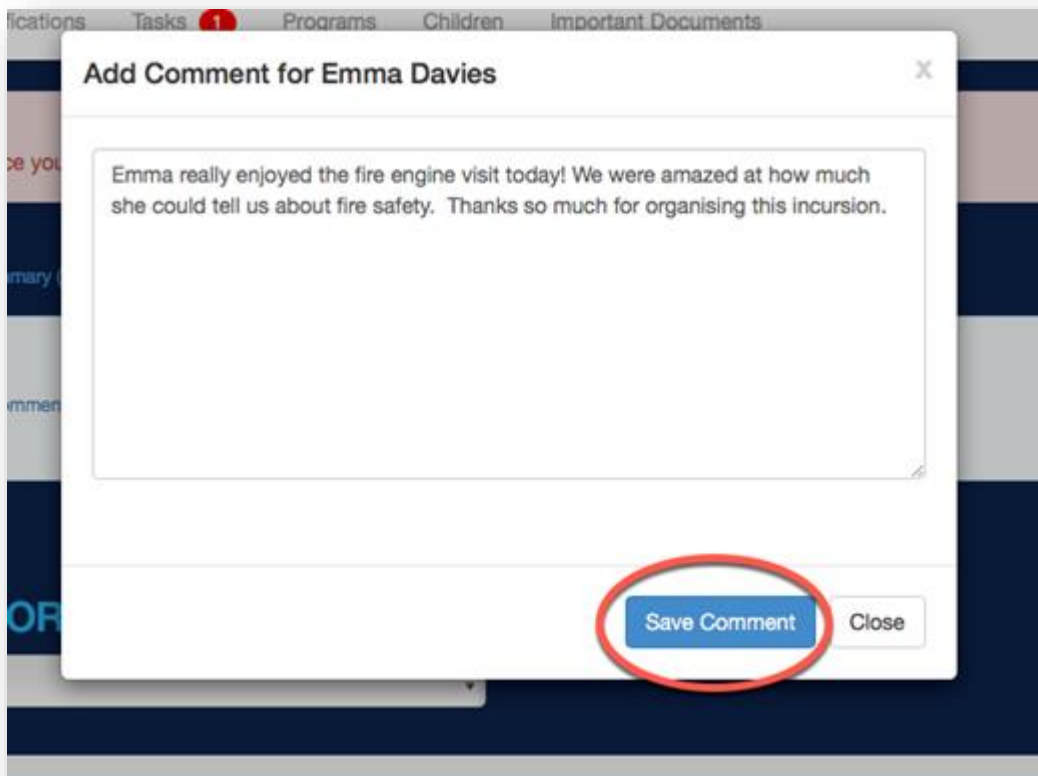 Tasks 1 Programs Children Important Documents
Add Comment for Emma Davies X
Emma really enjoyed the fire engine visit today! We were amazed at how much
she could tell us about fire safety.  Thanks so much for organising this incursion.
Save Comment Close